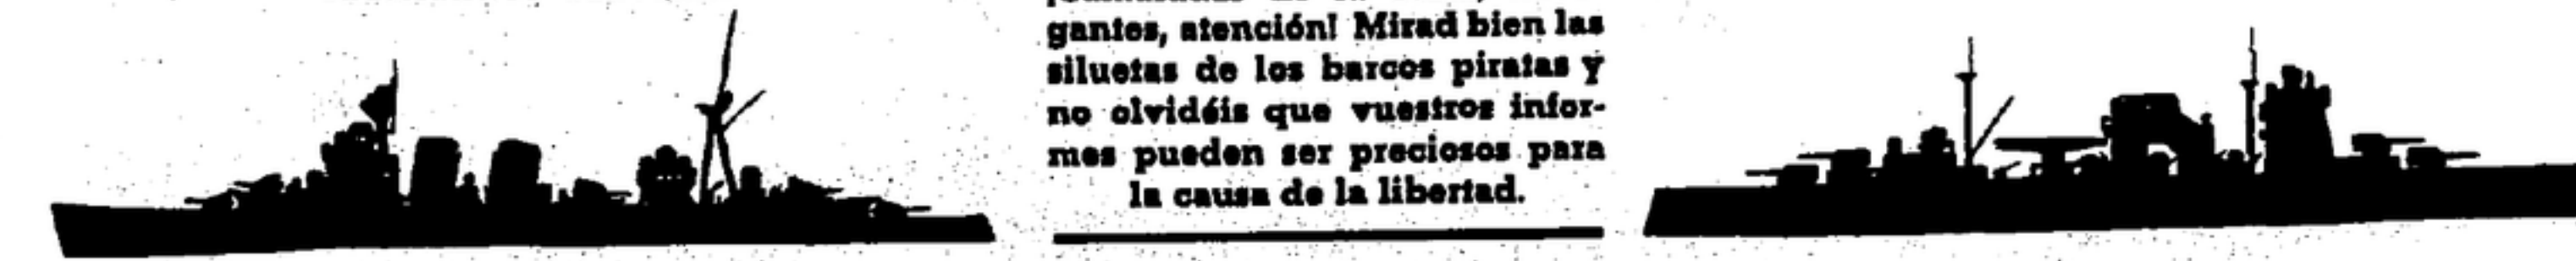 gantes, atención! Mirad bien las
siluetas de los barcos piratas y
no olvidéis que vuestros infor-
mes pueden ser preciosos para
la causa de la libertad.